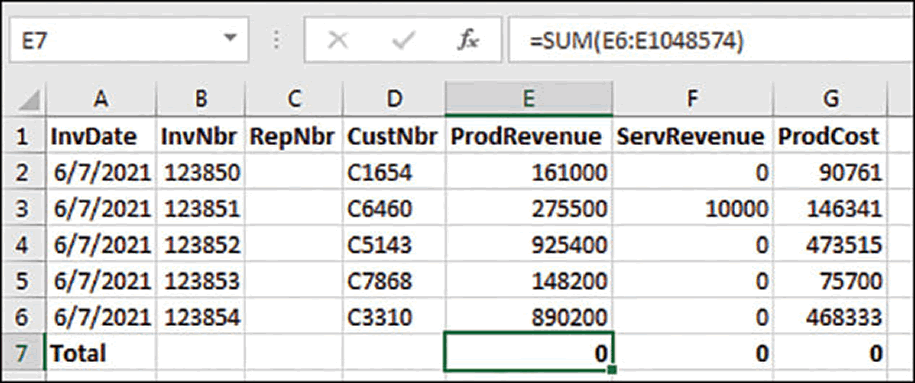 E7 fx =SUM(E6:E1048574)
A B C D E F G
1 InvDate InvNbr RepNbr CustNbr ProdRevenue ServRevenue ProdCost
2 6/7/2021 123850 C1654 161000 0 90761
3 6/7/2021 123851 C6460 275500 10000 146341
4 6/7/2021 123852 C5143 925400 0 473515
5 6/7/2021 123853 C7868 148200 0 75700
6 6/7/2021 123854 C3310 890200 0 468333
7 Total 0 0 0